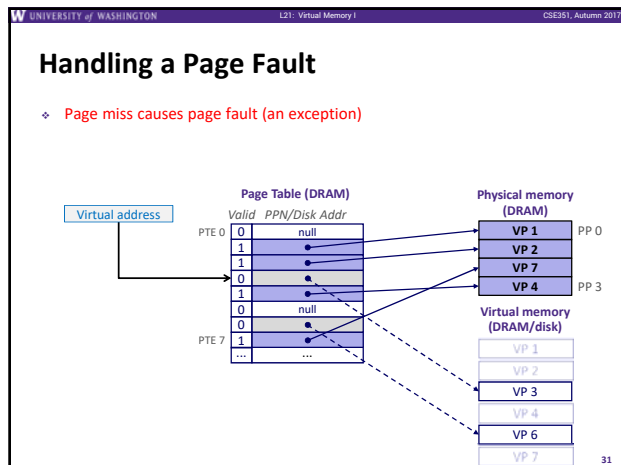 W UNIVERSITY of WASHINGTON L21: Virtual Memory I CSE351, Autumn 2017
Handling a Page Fault
❖ Page miss causes page fault (an exception)
Page Table (DRAM)
Valid PPN/Disk Addr
Virtual address
PTE 0 0 null
1
1
0
1
0 null
0
PTE 7 1
... ...
Physical memory
(DRAM)
VP 1 PP 0
VP 2
VP 7
VP 4 PP 3
Virtual memory
(DRAM/disk)
VP 1
VP 2
VP 3
VP 4
VP 6
VP 7
31